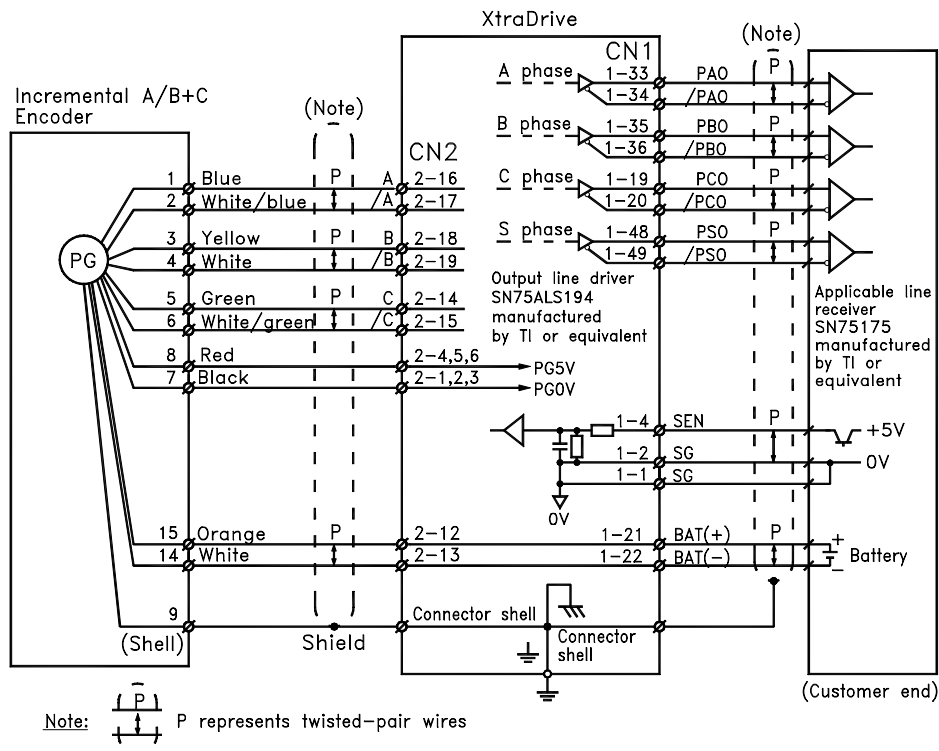 XtraDrive
CN1
(Note)
A phase 1-33 PAO P
1-34 /PAO
B phase 1-35 PBO P
1-36 /PBO
C phase 1-19 PCO P
1-20 /PCO
S phase 1-48 PSO P
1-49 /PSO
Output line driver
SN75ALS194
manufactured
by TI or equivalent
Applicable line
receiver
SN75175
manufactured
by TI or
equivalent
Incremental A/B+C
Encoder
(Note)
CN2
PG
1 Blue P A 2-16
2 White/blue /A 2-17
3 Yellow P B 2-18
4 White /B 2-19
5 Green P C 2-14
6 White/green /C 2-15
8 Red 2-4,5,6 PG5V
7 Black 2-1,2,3 PG0V
1-4 SEN P +5V
1-2 SG 0V
1-1 SG
0V
15 Orange P 2-12 1-21 BAT(+) P +
14 White 2-13 1-22 BAT(-) -
Battery
9
(Shell)
Shield
Connector shell
Connector
shell
(Customer end)
Note: P P represents twisted-pair wires